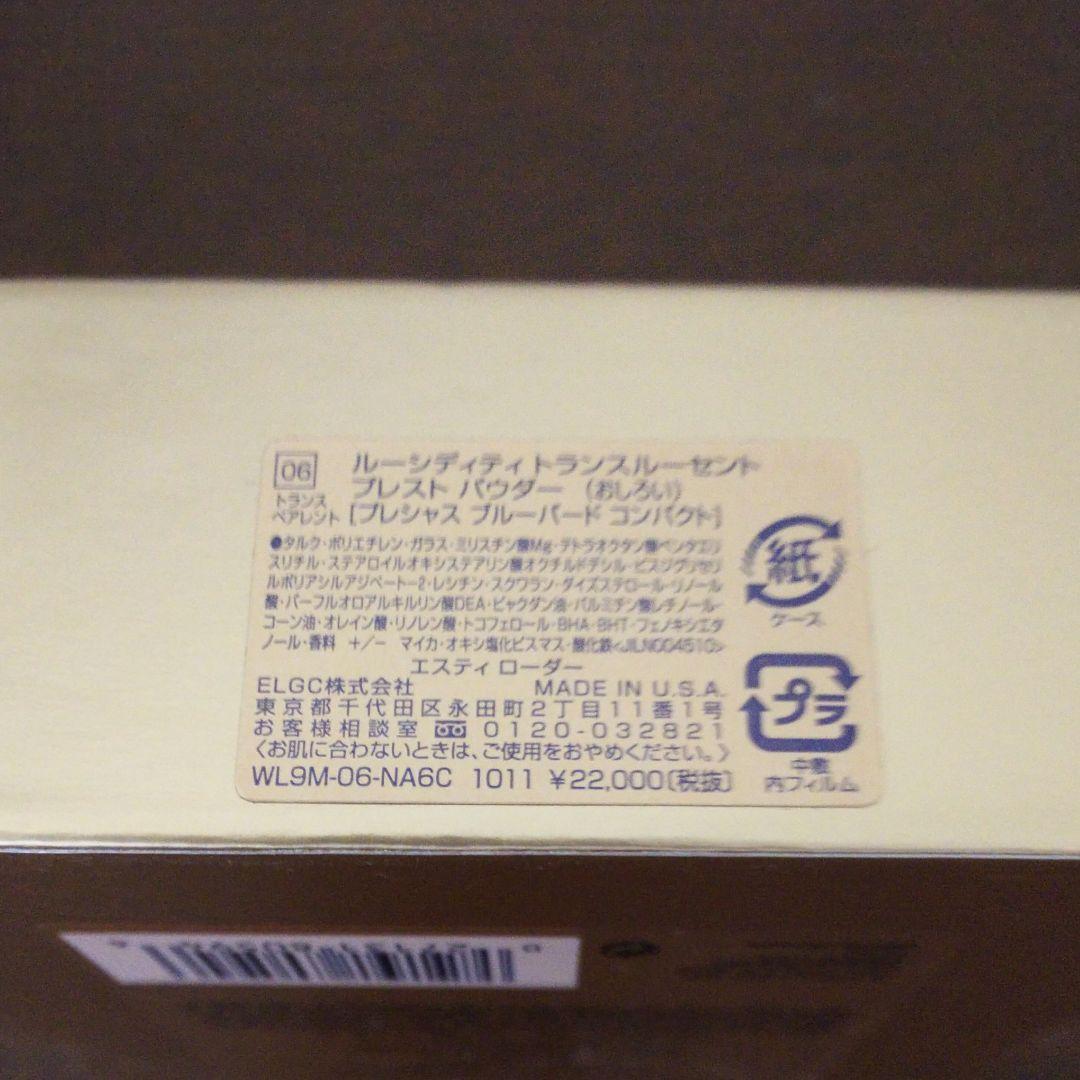 06
トランス
ペアレント
ルーシディティ トランスルーセント
プレスト パウダー (おしろい)
[プレシャス ブルーバード コンパクト]
●タルク・ポリエチレン・ガラス・ミリスチン酸Mg・テトラオクタン酸ペンタエリ
スリチル・ステアロイルオキシステアリン酸オクチルドデシル・ビスジグリセリ
ルポリアシルアジペート-2・レシチン・スクワラン・ダイズステロール・リノール
酸・パーフルオロアルキルリン酸DEA・ビャクダン油・パルミチン酸レチノール・
コーン油・オレイン酸・リノレン酸・トコフェロール・BHA・BHT・フェノキシエタ
ノール・香料 +/− マイカ・オキシ塩化ビスマス・酸化鉄<JILN004510>
エスティ ローダー
ELGC株式会社 MADE IN U.S.A.
東京都千代田区永田町2丁目11番1号
お客様相談室 0120-032821
〈お肌に合わないときは、ご使用をおやめください。〉
WL9M-06-NA6C 1011 ¥22,000[税抜]
紙
ケース
プラ
中敷
内フィルム